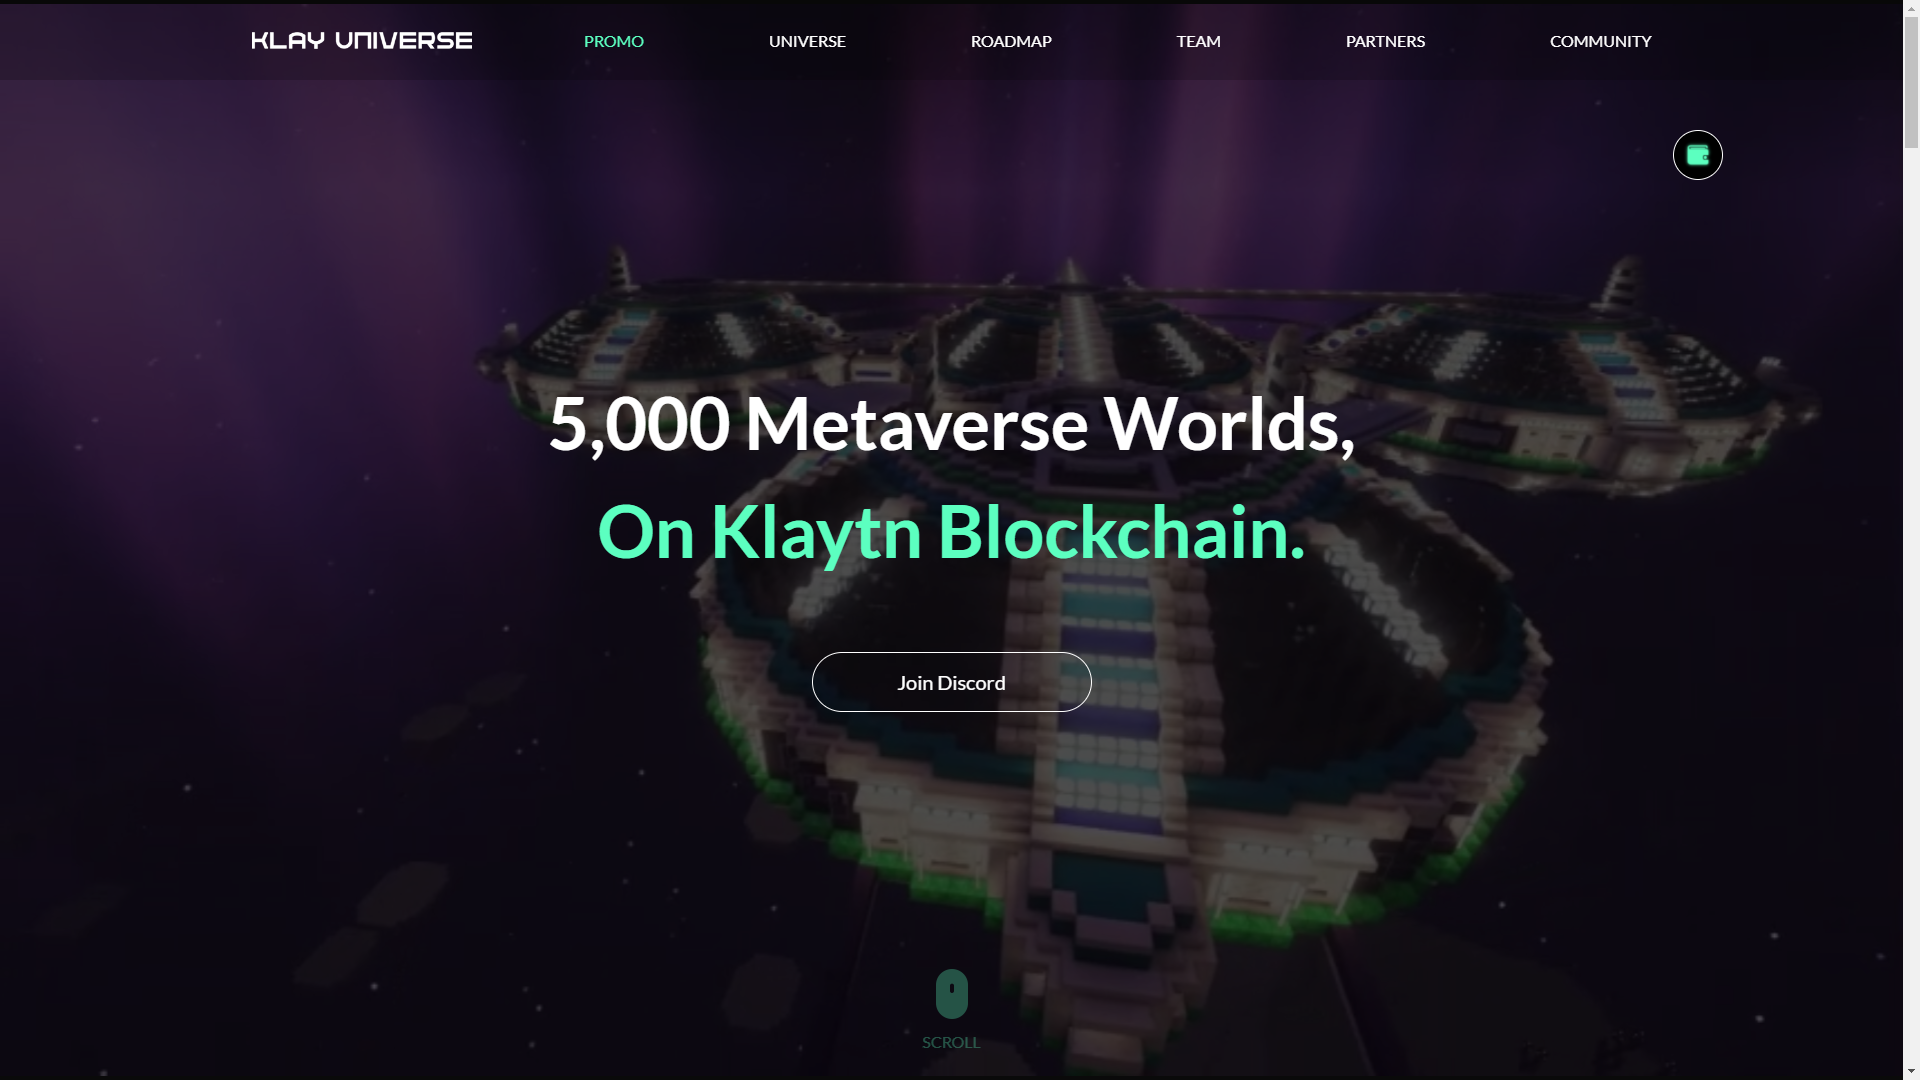 KLAY UNIVERSE
PROMO
UNIVERSE
ROADMAP
TEAM
PARTNERS
COMMUNITY
5,000 Metaverse Worlds,
On Klaytn Blockchain.
Join Discord
SCROLL